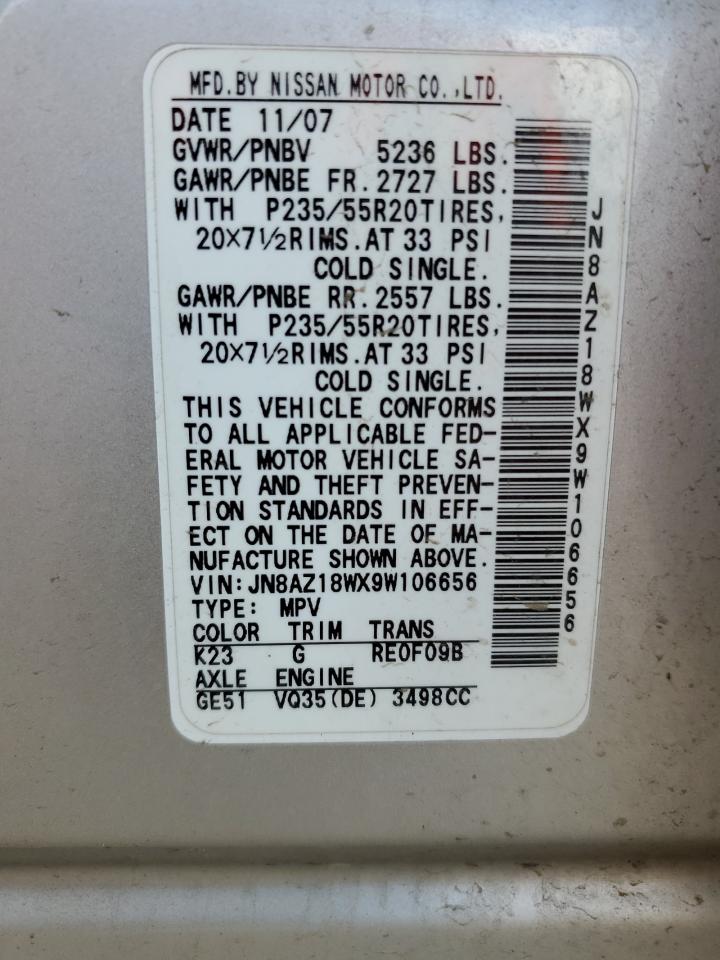 MFD.BY NISSAN MOTOR CO.,LTD.
DATE 11/07
GVWR/PNBV 5236 LBS.
GAWR/PNBE FR.2727 LBS.
WITH P235/55R20TIRES,
20X7½RIMS.AT 33 PSI
COLD SINGLE.
GAWR/PNBE RR.2557 LBS.
WITH P235/55R20TIRES,
20X7½RIMS.AT 33 PSI
COLD SINGLE.
THIS VEHICLE CONFORMS
TO ALL APPLICABLE FED-
ERAL MOTOR VEHICLE SA-
FETY AND THEFT PREVEN-
TION STANDARDS IN EFF-
ECT ON THE DATE OF MA-
NUFACTURE SHOWN ABOVE.
VIN:JN8AZ18WX9W106656
TYPE: MPV
COLOR TRIM TRANS
K23 G RE0F09B
AXLE ENGINE
GE51 VQ35(DE) 3498CC
JN8AZ18WX9W106656